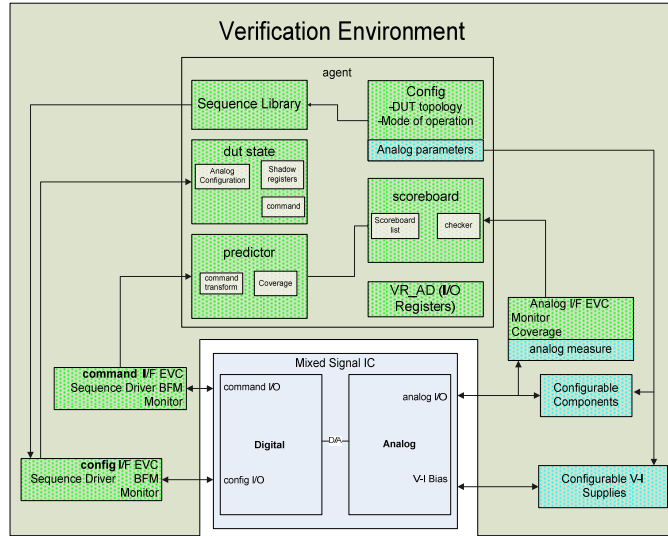 Verification Environment
agent
Sequence Library
Config
-DUT topology
-Mode of operation
Analog parameters
dut state
Analog
Configuration
Shadow
registers
command
scoreboard
Scoreboard
list
checker
predictor
command
transform
Coverage
VR_AD (I/O
Registers)
Analog I/F EVC
Monitor
Coverage
analog measure
command I/F EVC
Sequence Driver BFM
Monitor
Mixed Signal IC
command I/O
analog I/O
Digital
D/A
Analog
config I/O
V-I Bias
Configurable
Components
config I/F EVC
Sequence Driver BFM
Monitor
Configurable V-I
Supplies